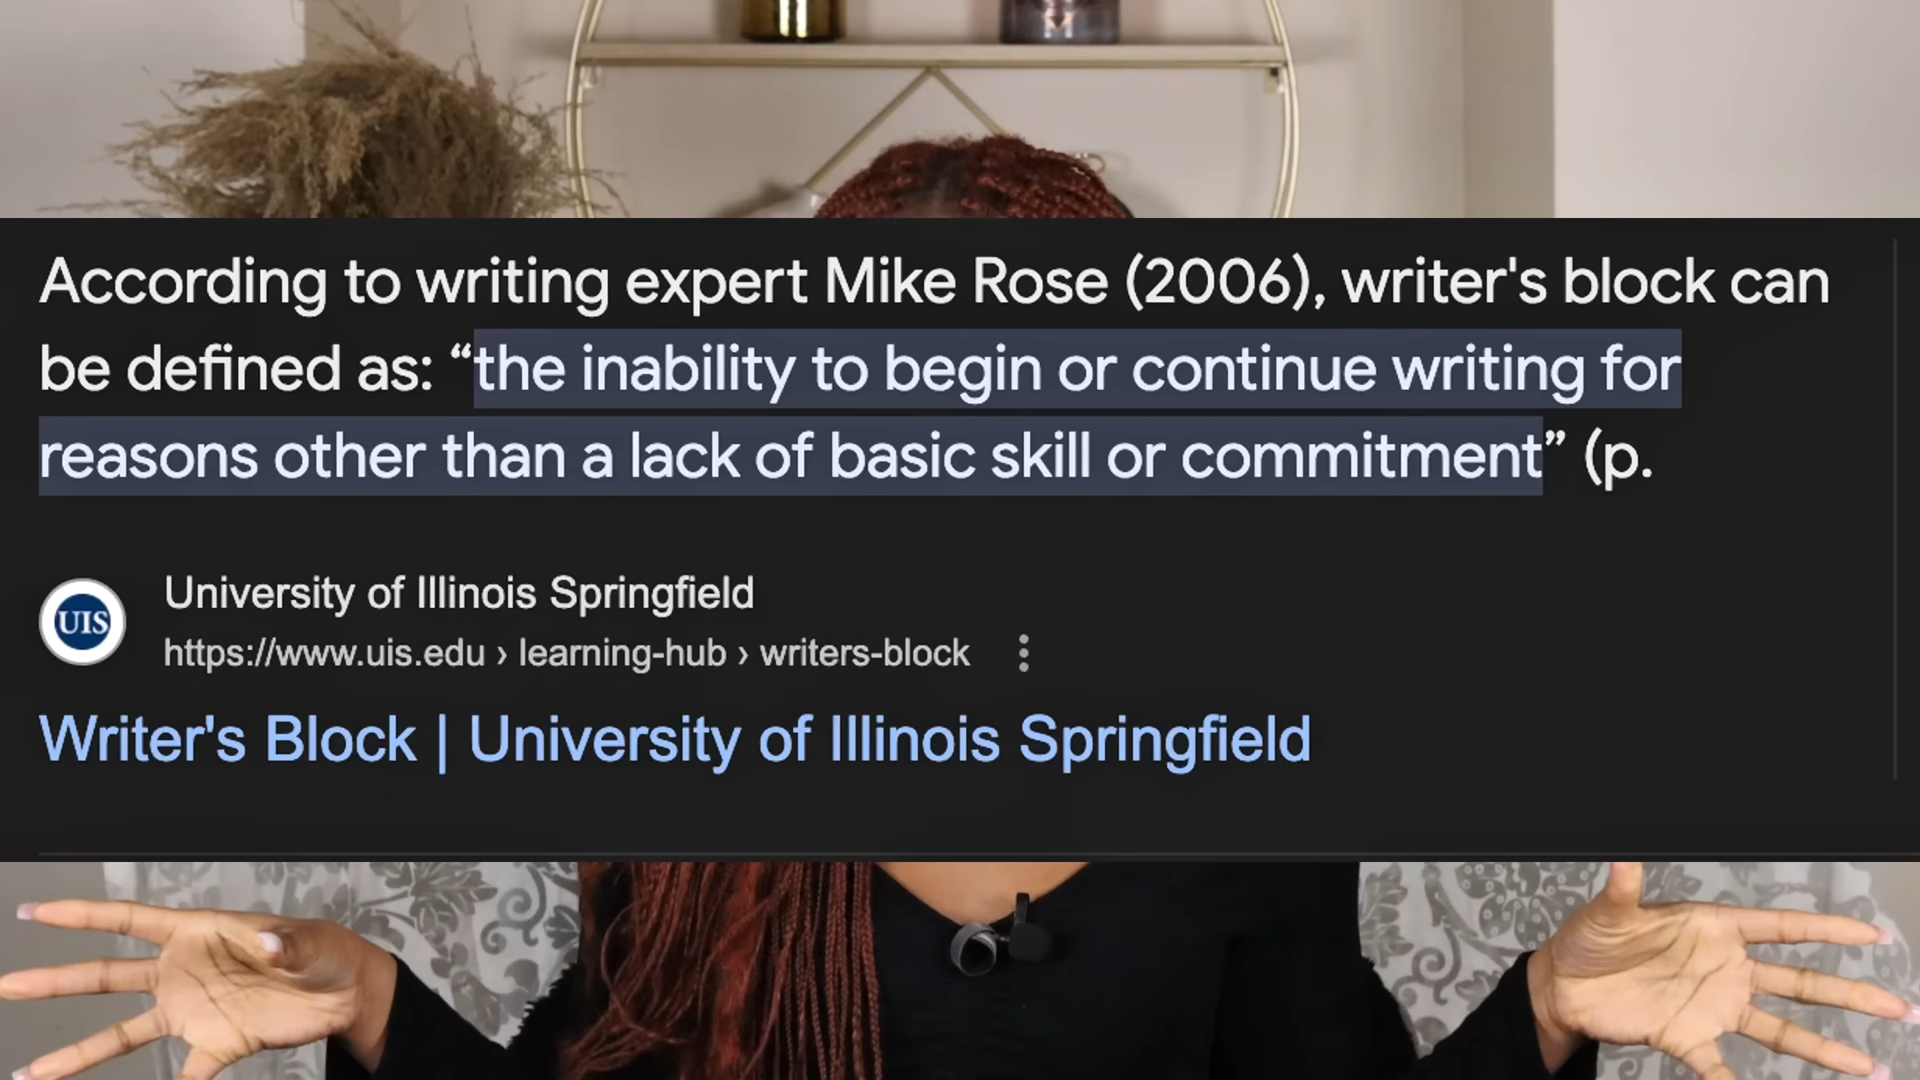 According to writing expert Mike Rose (2006), writer's block can
be defined as: “the inability to begin or continue writing for
reasons other than a lack of basic skill or commitment” (p.
UIS
University of Illinois Springfield
https://www.uis.edu › learning-hub › writers-block
Writer's Block | University of Illinois Springfield